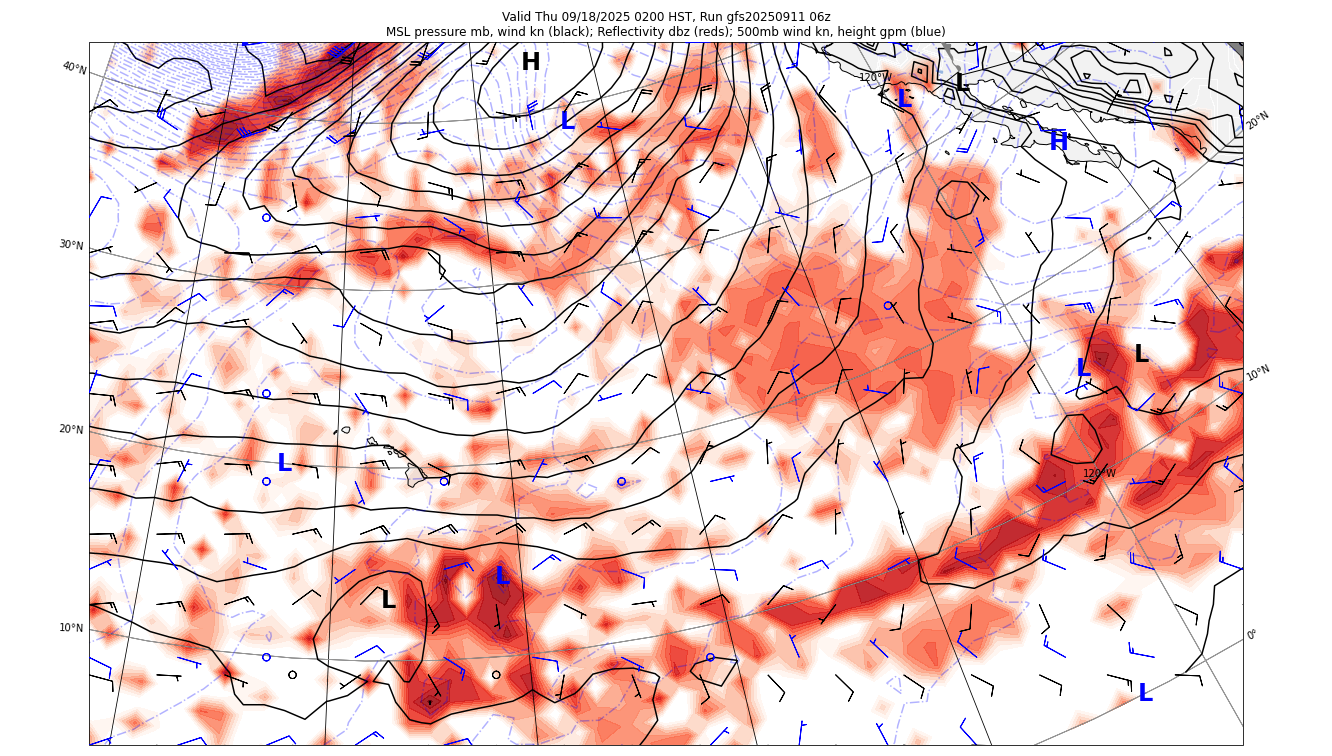 Valid Thu 09/18/2025 0200 HST, Run gfs20250911 06z
MSL pressure mb, wind kn (black); Reflectivity dbz (reds); 500mb wind kn, height gpm (blue)
H
40°N
120°W
L
L
L
20°N
H
30°N
L
L
10°N
20°N
L
120°W
L
L
10°N
0°
L